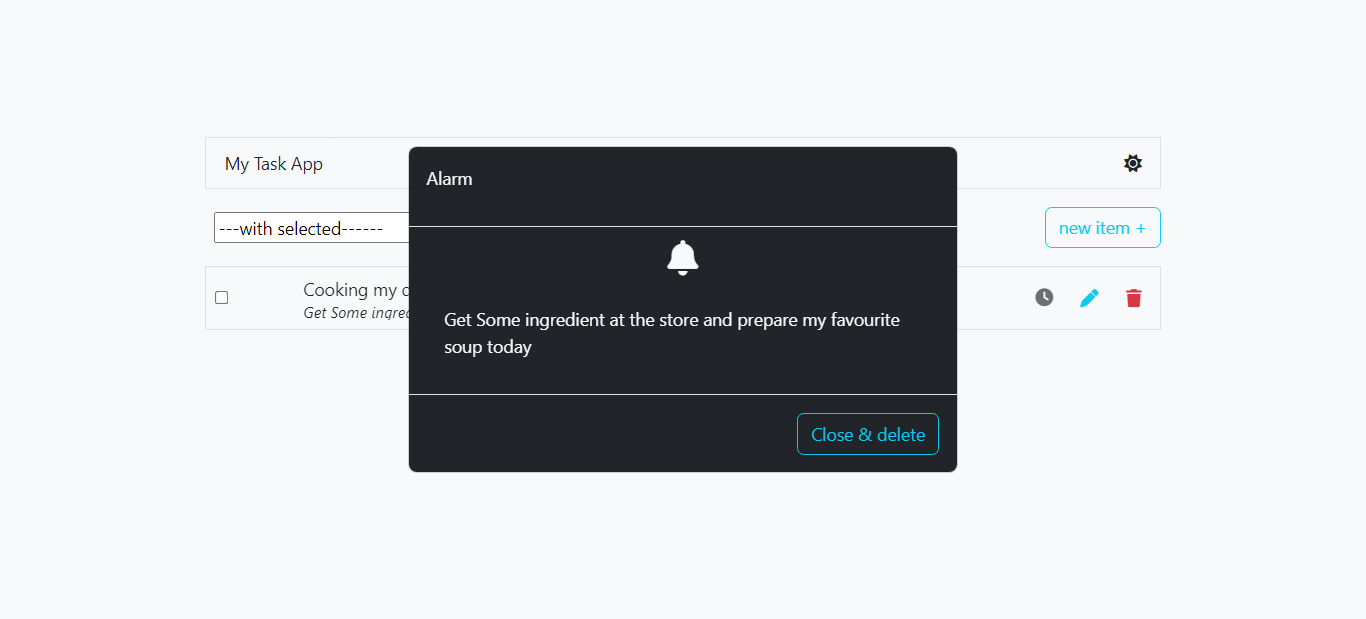 My Task App
Alarm
---with selected------
new item +
Cooking my
Get Some
Get Some ingredient at the store and prepare my favourite
soup today
Close & delete